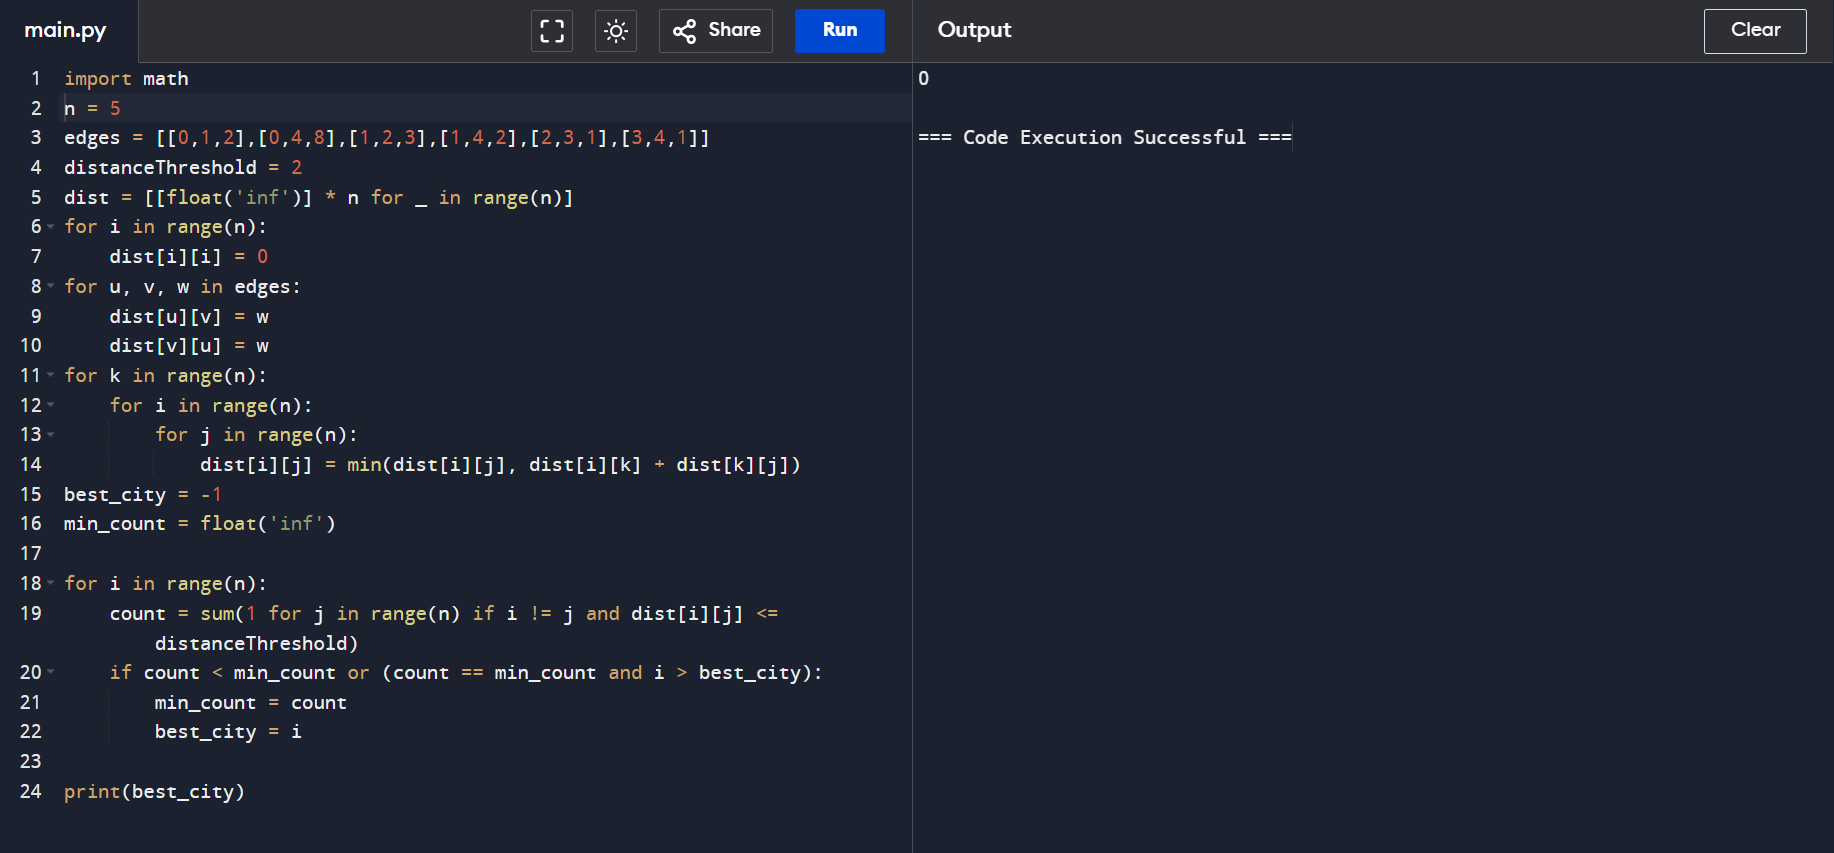 main.py
Share
Run
Output
Clear
1 import math
2 n = 5
3 edges = [[0,1,2],[0,4,8],[1,2,3],[1,4,2],[2,3,1],[3,4,1]]
4 distanceThreshold = 2
5 dist = [[float('inf')] * n for _ in range(n)]
6 for i in range(n):
7     dist[i][i] = 0
8 for u, v, w in edges:
9     dist[u][v] = w
10     dist[v][u] = w
11 for k in range(n):
12     for i in range(n):
13         for j in range(n):
14             dist[i][j] = min(dist[i][j], dist[i][k] + dist[k][j])
15 best_city = -1
16 min_count = float('inf')
17
18 for i in range(n):
19     count = sum(1 for j in range(n) if i != j and dist[i][j] <=
        distanceThreshold)
20     if count < min_count or (count == min_count and i > best_city):
21         min_count = count
22         best_city = i
23
24 print(best_city)
0
=== Code Execution Successful ===